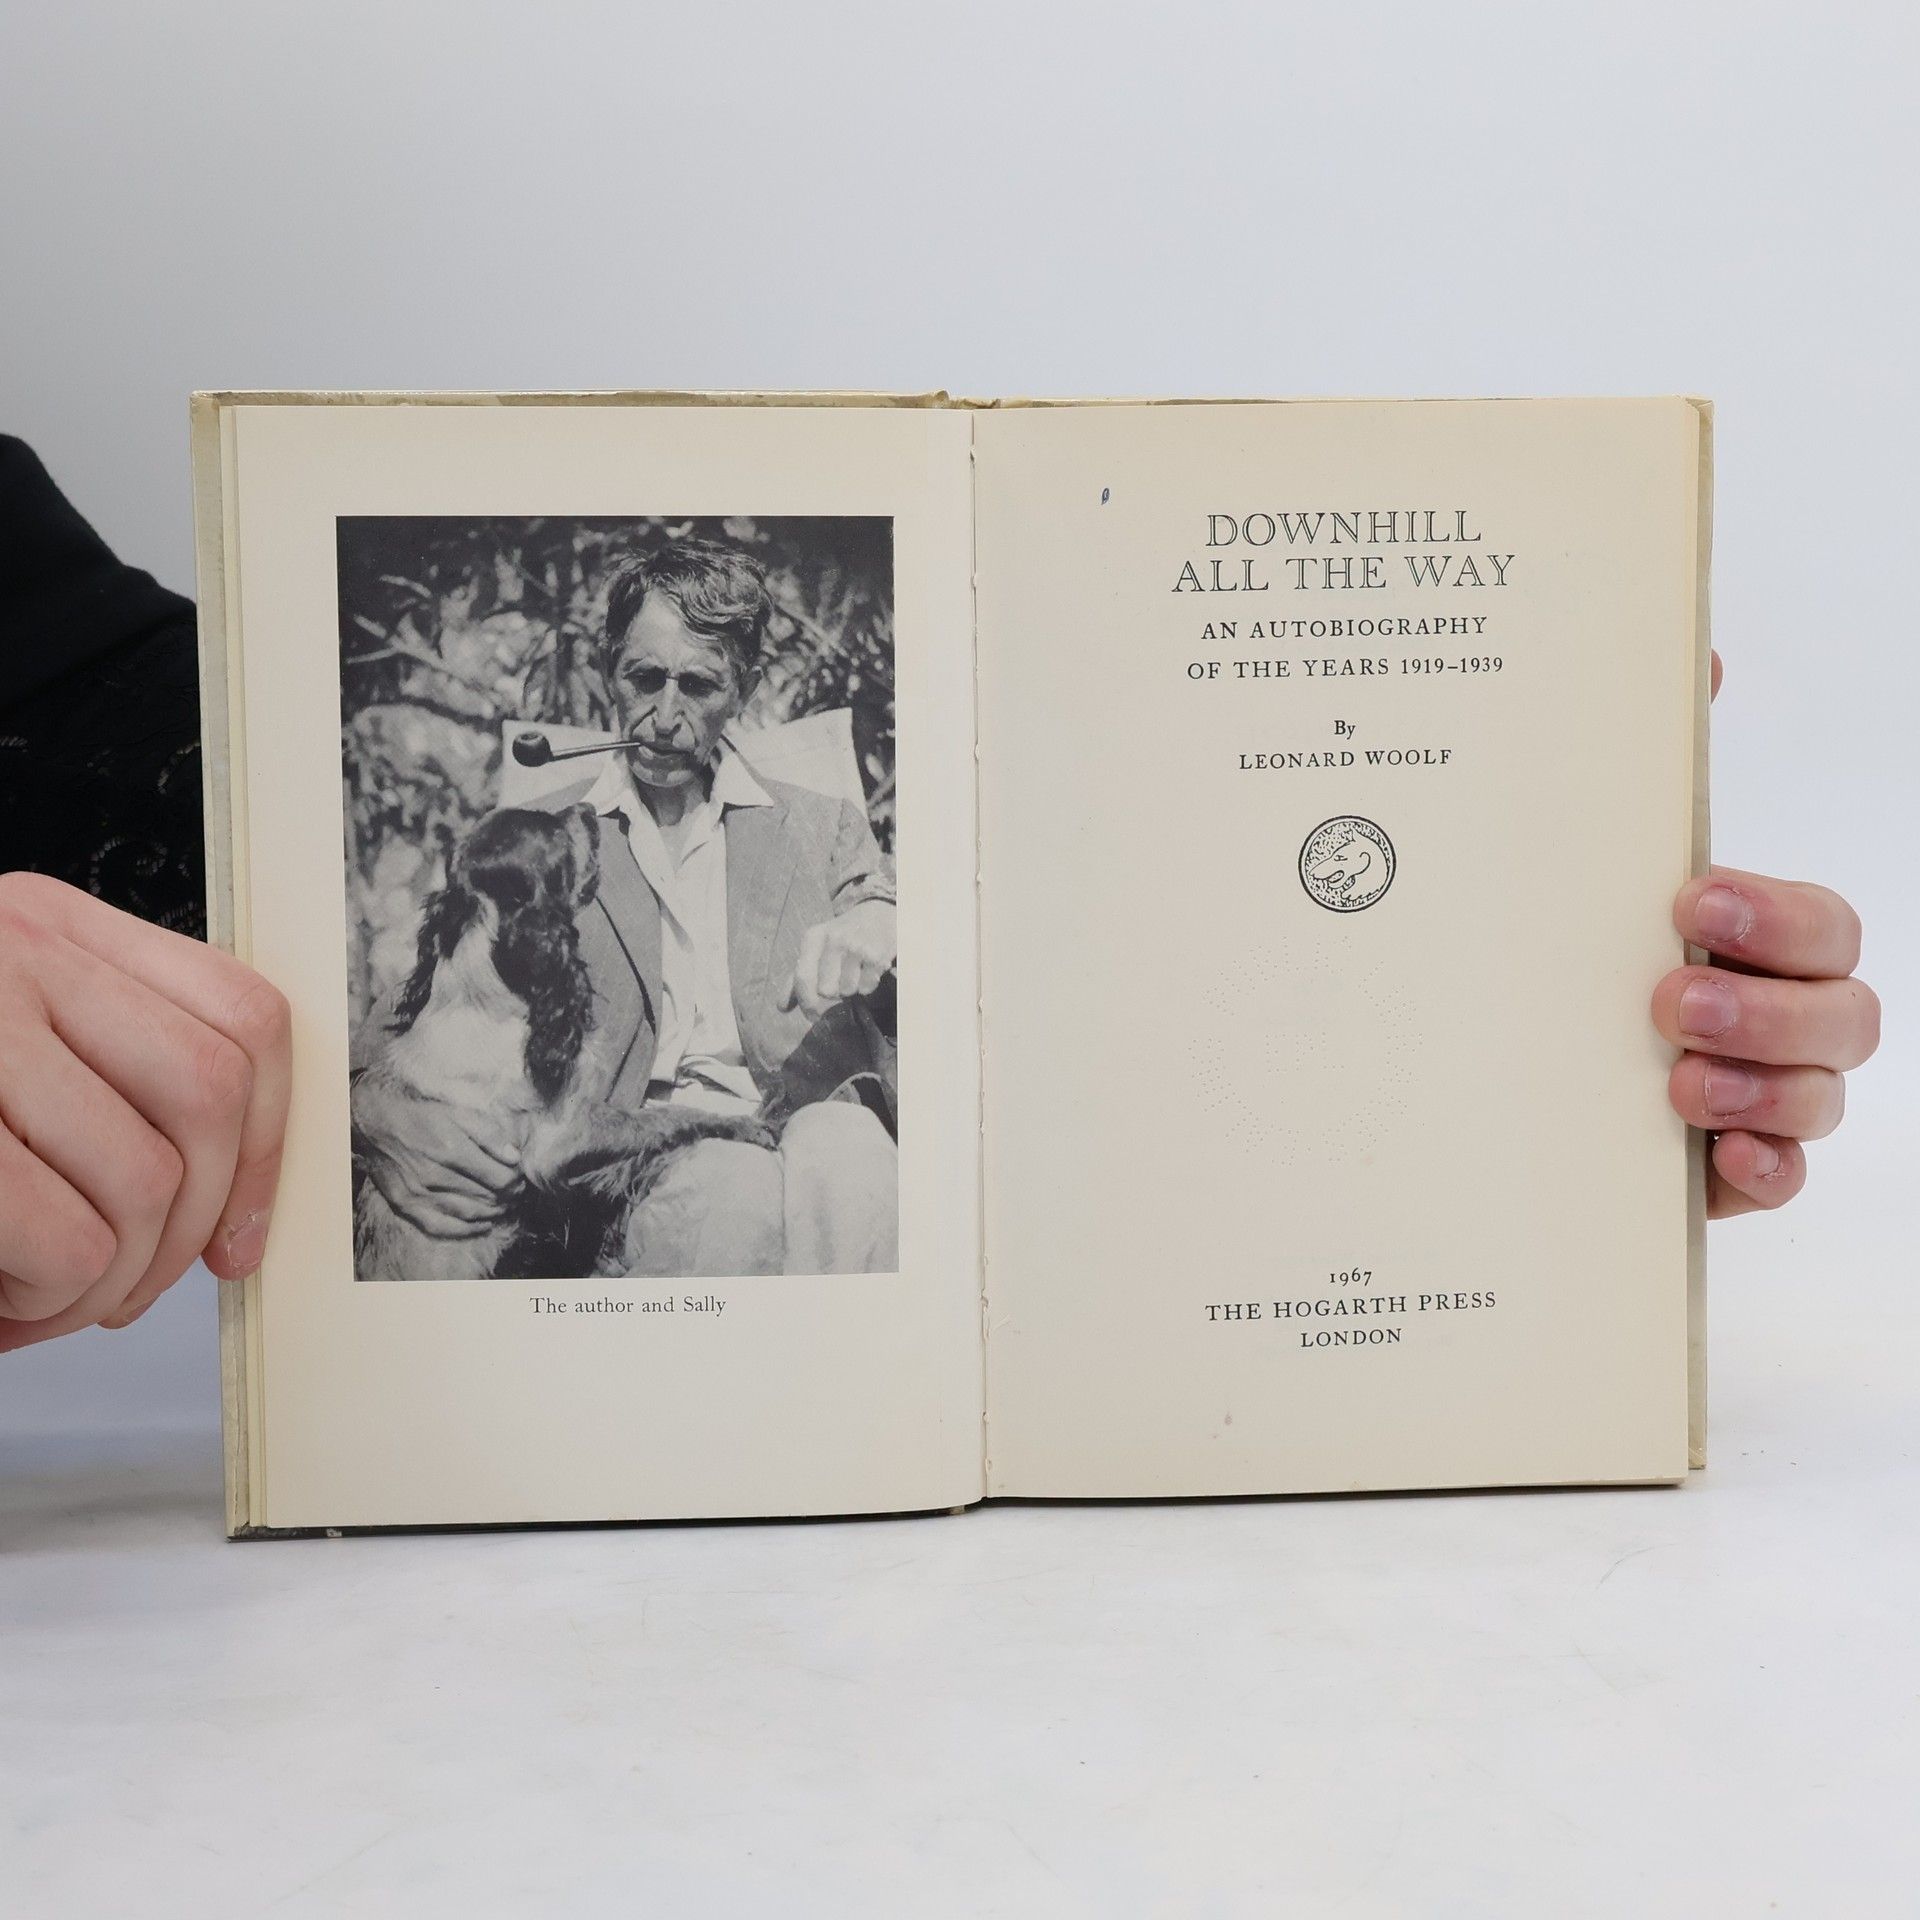 The author and Sally
DOWNHILL
ALL THE WAY
AN AUTOBIOGRAPHY
OF THE YEARS 1919–1939
By
LEONARD WOOLF
1967
THE HOGARTH PRESS
LONDON